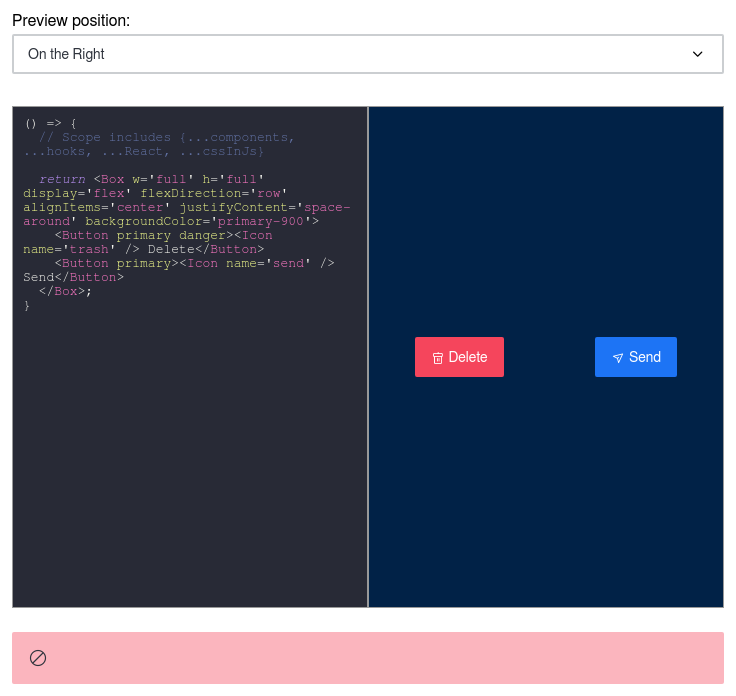 Preview position:
On the Right
() => {
// Scope includes {...components,
...hooks, ...React, ...cssInJs}
return <Box w='full' h='full'
display='flex' flexDirection='row'
alignItems='center' justifyContent='space-
around' backgroundColor='primary-900'>
<Button primary danger><Icon
name='trash' /> Delete</Button>
<Button primary><Icon name='send' />
Send</Button>
</Box>;
}
Delete
Send